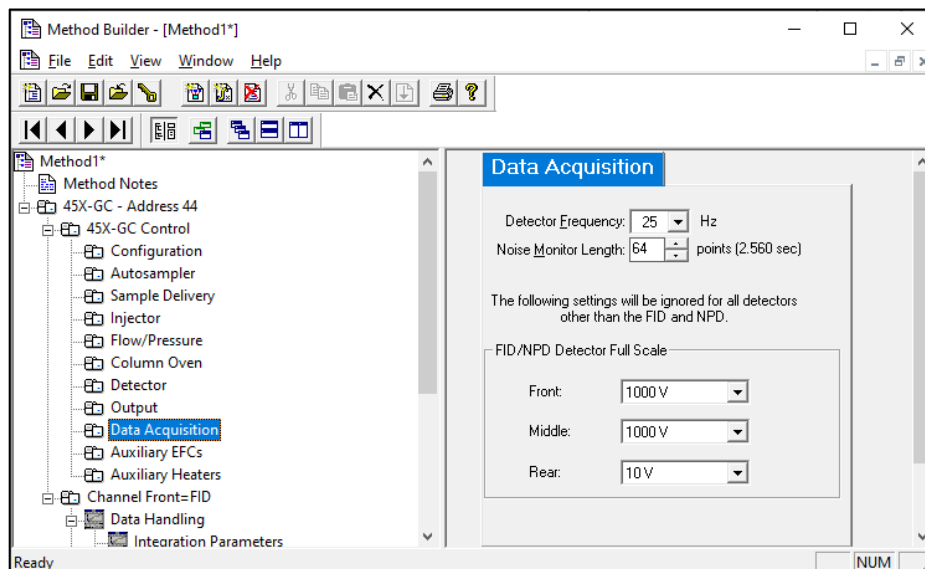 Method Builder - [Method1*]
File Edit View Window Help
Method1*
Method Notes
45X-GC - Address 44
45X-GC Control
Configuration
Autosampler
Sample Delivery
Injector
Flow/Pressure
Column Oven
Detector
Output
Data Acquisition
Auxiliary EFCs
Auxiliary Heaters
Channel Front=FID
Data Handling
Integration Parameters
Data Acquisition
Detector Frequency: 25 Hz
Noise Monitor Length: 64 points (2.560 sec)
The following settings will be ignored for all detectors
other than the FID and NPD.
FID/NPD Detector Full Scale
Front: 1000 V
Middle: 1000 V
Rear: 10 V
Ready NUM